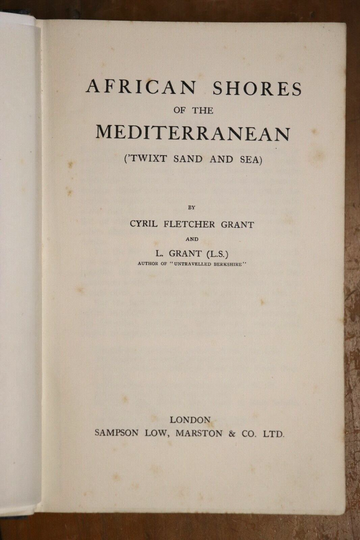 AFRICAN SHORES
OF THE
MEDITERRANEAN
('TWIXT SAND AND SEA)
BY
CYRIL FLETCHER GRANT
AND
L. GRANT (L.S.)
AUTHOR OF "UNTRAVELLED BERKSHIRE"
LONDON
SAMPSON LOW, MARSTON & CO. LTD.